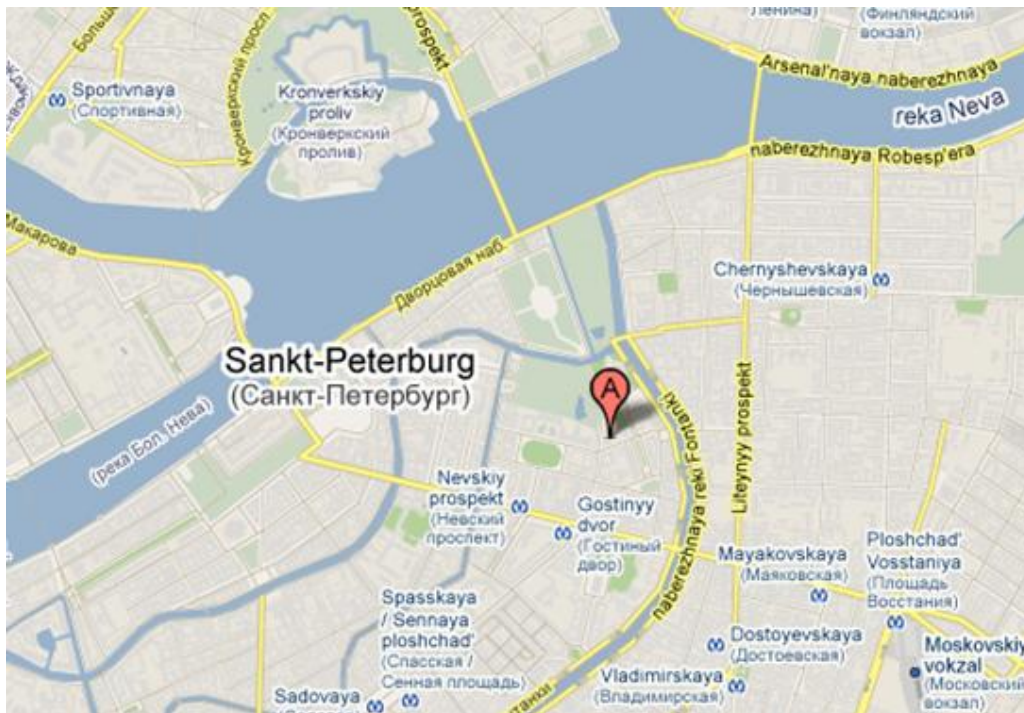 Ленина)
(Финляндский
вокзал)
Больша
prospekt
Кронверкский просп
Sportivnaya
(Спортивная)
Kronverkskiy
proliv
(Кронверкский
пролив)
Arsenal'naya naberezhnaya
reka Neva
naberezhnaya Robesp'era
Макарова
Дворцовая наб.
Chernyshevskaya
(Чернышевская)
Sankt-Peterburg
(Санкт-Петербург)
A
(река Бол. Нева)
naberezhnaya reki Fontanki
Liteynyy prospekt
Nevskiy
prospekt
(Невский
проспект)
Gostinyy
dvor
(Гостиный
двор)
Mayakovskaya
(Маяковская)
Ploshchad'
Vosstaniya
(Площадь
Восстания)
Spasskaya
/ Sennaya
ploshchad'
(Спасская /
Сенная площадь)
Dostoyevskaya
(Достоевская)
Moskovskiy
vokzal
(Московский
вокзал)
Vladimirskaya
(Владимирская)
Sadovaya
танки